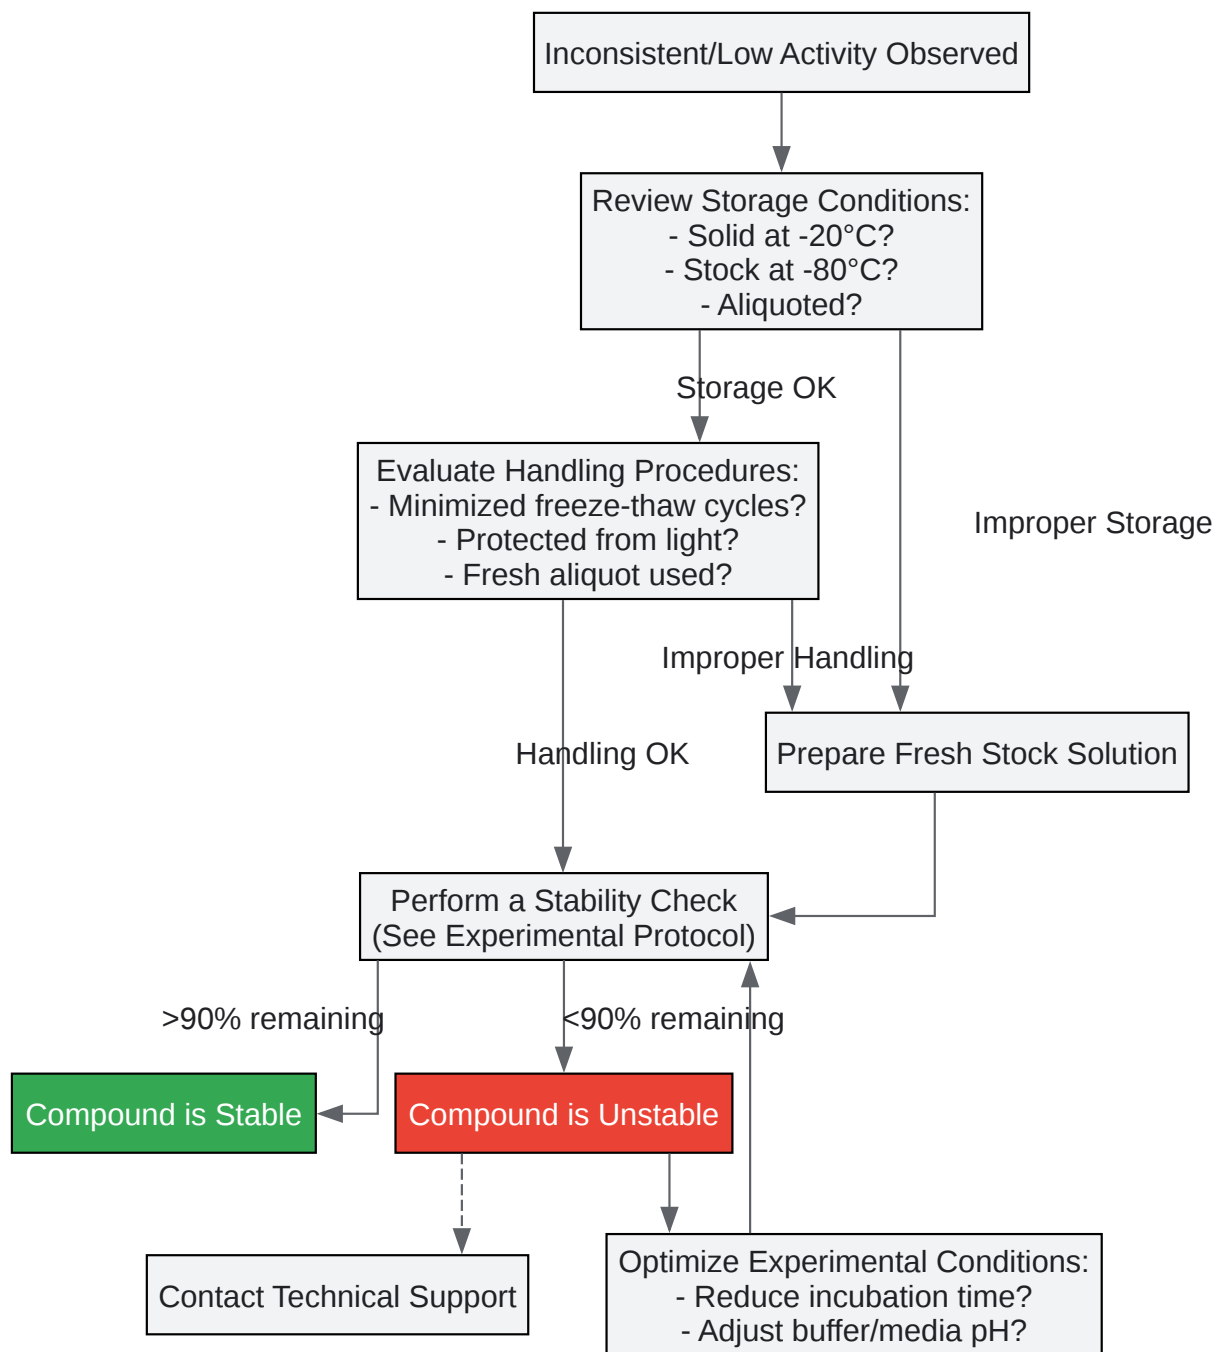 Inconsistent/Low Activity Observed
Review Storage Conditions:
- Solid at -20°C?
- Stock at -80°C?
- Aliquoted?
Storage OK
Evaluate Handling Procedures:
- Minimized freeze-thaw cycles?
- Protected from light?
- Fresh aliquot used?
Improper Storage
Improper Handling
Handling OK
Prepare Fresh Stock Solution
Perform a Stability Check
(See Experimental Protocol)
>90% remaining
<90% remaining
Compound is Stable
Compound is Unstable
Contact Technical Support
Optimize Experimental Conditions:
- Reduce incubation time?
- Adjust buffer/media pH?